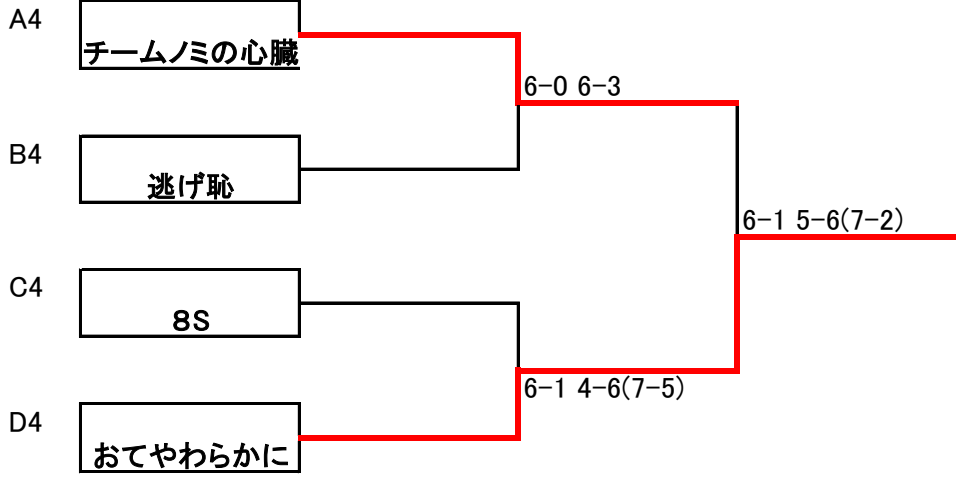 A4
チームノミの心臓
6-0 6-3
B4
逃げ恥
6-1 5-6(7-2)
C4
８S
6-1 4-6(7-5)
D4
おてやわらかに